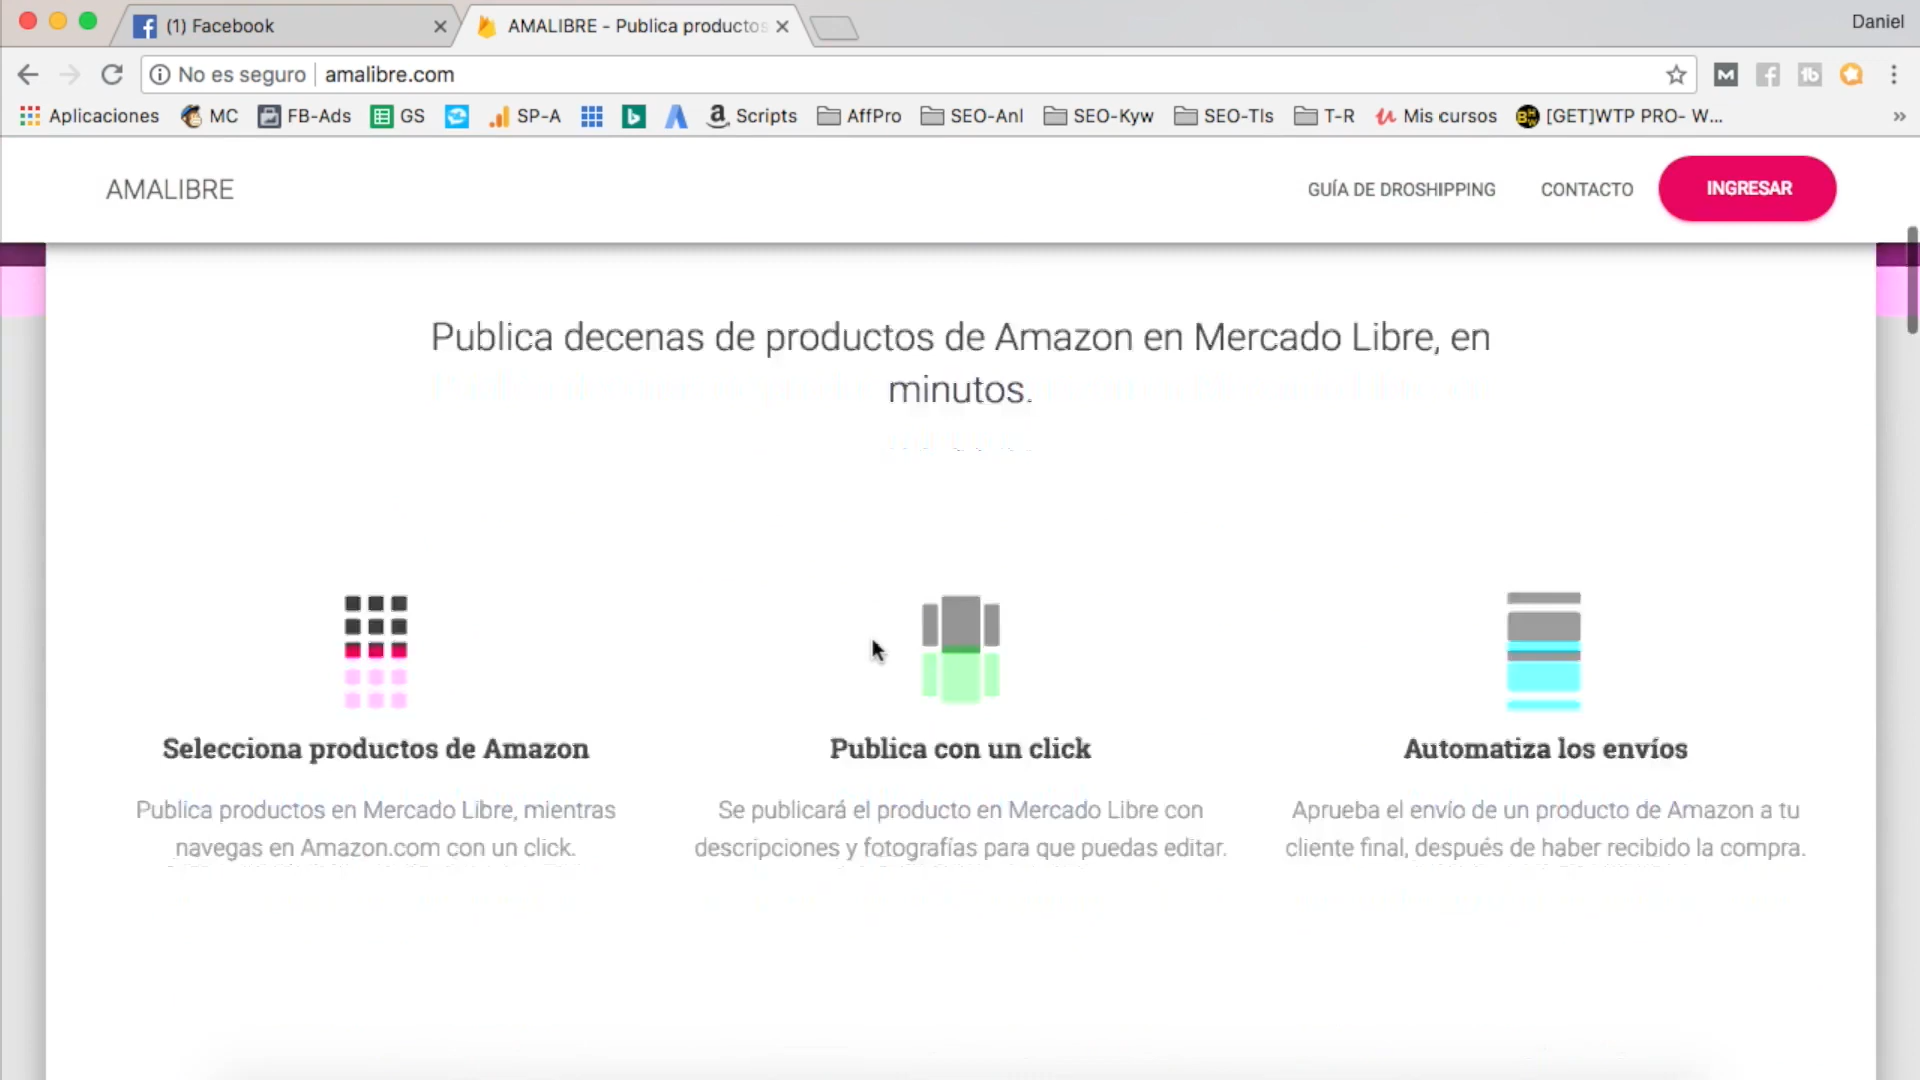 (1) Facebook
AMALIBRE - Publica productos
Daniel
No es seguro
amalibre.com
Aplicaciones
MC
FB-Ads
GS
SP-A
Scripts
AffPro
SEO-Anl
SEO-Kyw
SEO-Tls
T-R
Mis cursos
[GET]WTP PRO- W...
AMALIBRE
GUÍA DE DROSHIPPING
CONTACTO
INGRESAR
Publica decenas de productos de Amazon en Mercado Libre, en
minutos.
Selecciona productos de Amazon
Publica productos en Mercado Libre, mientras
navegas en Amazon.com con un click.
Publica con un click
Se publicará el producto en Mercado Libre con
descripciones y fotografías para que puedas editar.
Automatiza los envíos
Aprueba el envío de un producto de Amazon a tu
cliente final, después de haber recibido la compra.